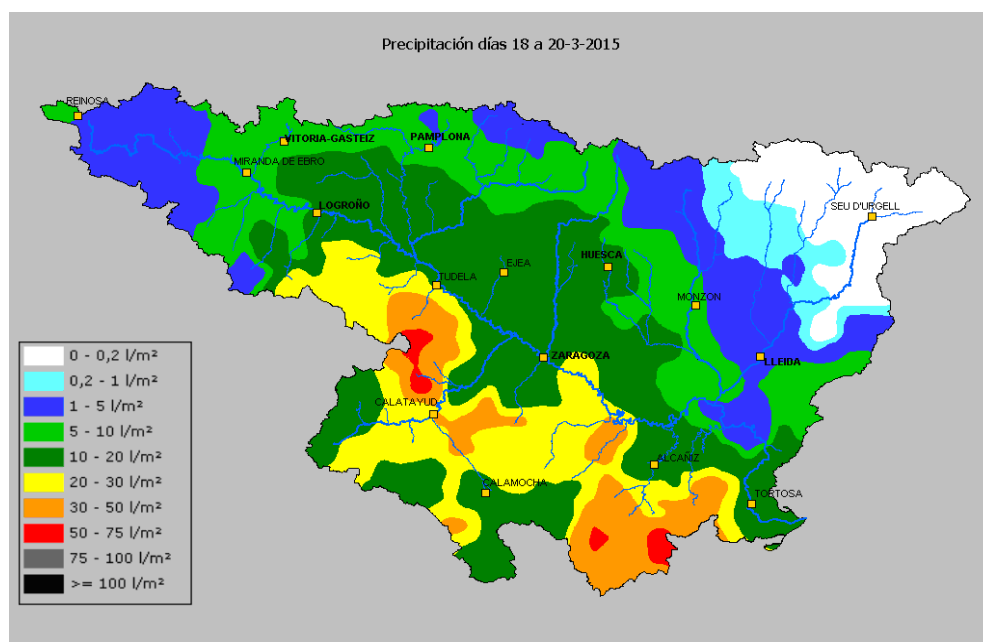 Precipitación días 18 a 20-3-2015
REINOSA
VITORIA-GASTEIZ
PAMPLONA
MIRANDA DE EBRO
SEU D'URGELL
LOGROÑO
HUESCA
EJEA
TUDELA
MONZON
ZARAGOZA
LLEIDA
CALATAYUD
ALCAÑIZ
CALAMOCHA
TORTOSA
0 - 0,2 l/m²
0,2 - 1 l/m²
1 - 5 l/m²
5 - 10 l/m²
10 - 20 l/m²
20 - 30 l/m²
30 - 50 l/m²
50 - 75 l/m²
75 - 100 l/m²
>= 100 l/m²